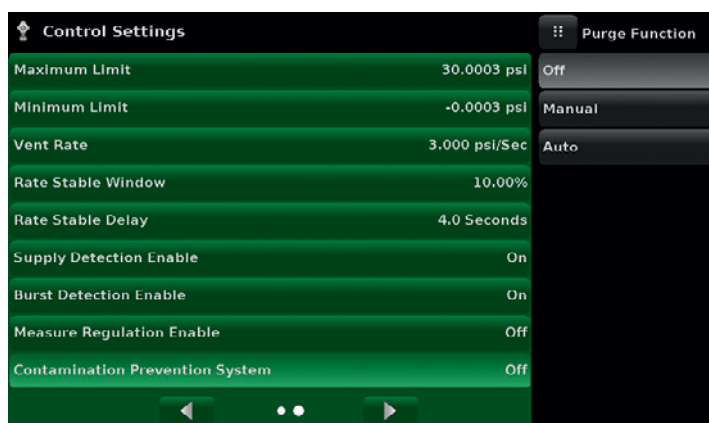 Control Settings
Maximum Limit 30.0003 psi
Minimum Limit -0.0003 psi
Vent Rate 3.000 psi/Sec
Rate Stable Window 10.00%
Rate Stable Delay 4.0 Seconds
Supply Detection Enable On
Burst Detection Enable On
Measure Regulation Enable Off
Contamination Prevention System Off
Purge Function
Off
Manual
Auto